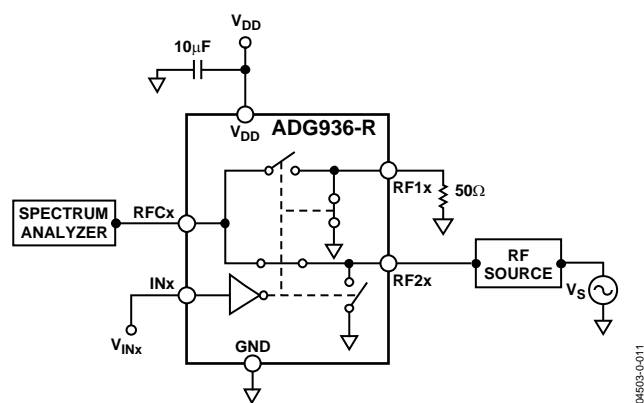 VDD
10μF
VDD
ADG936-R
RF1x
50Ω
SPECTRUM
ANALYZER
RFCx
RF2x
RF
SOURCE
INx
VS
VINx
GND
04503-0-011